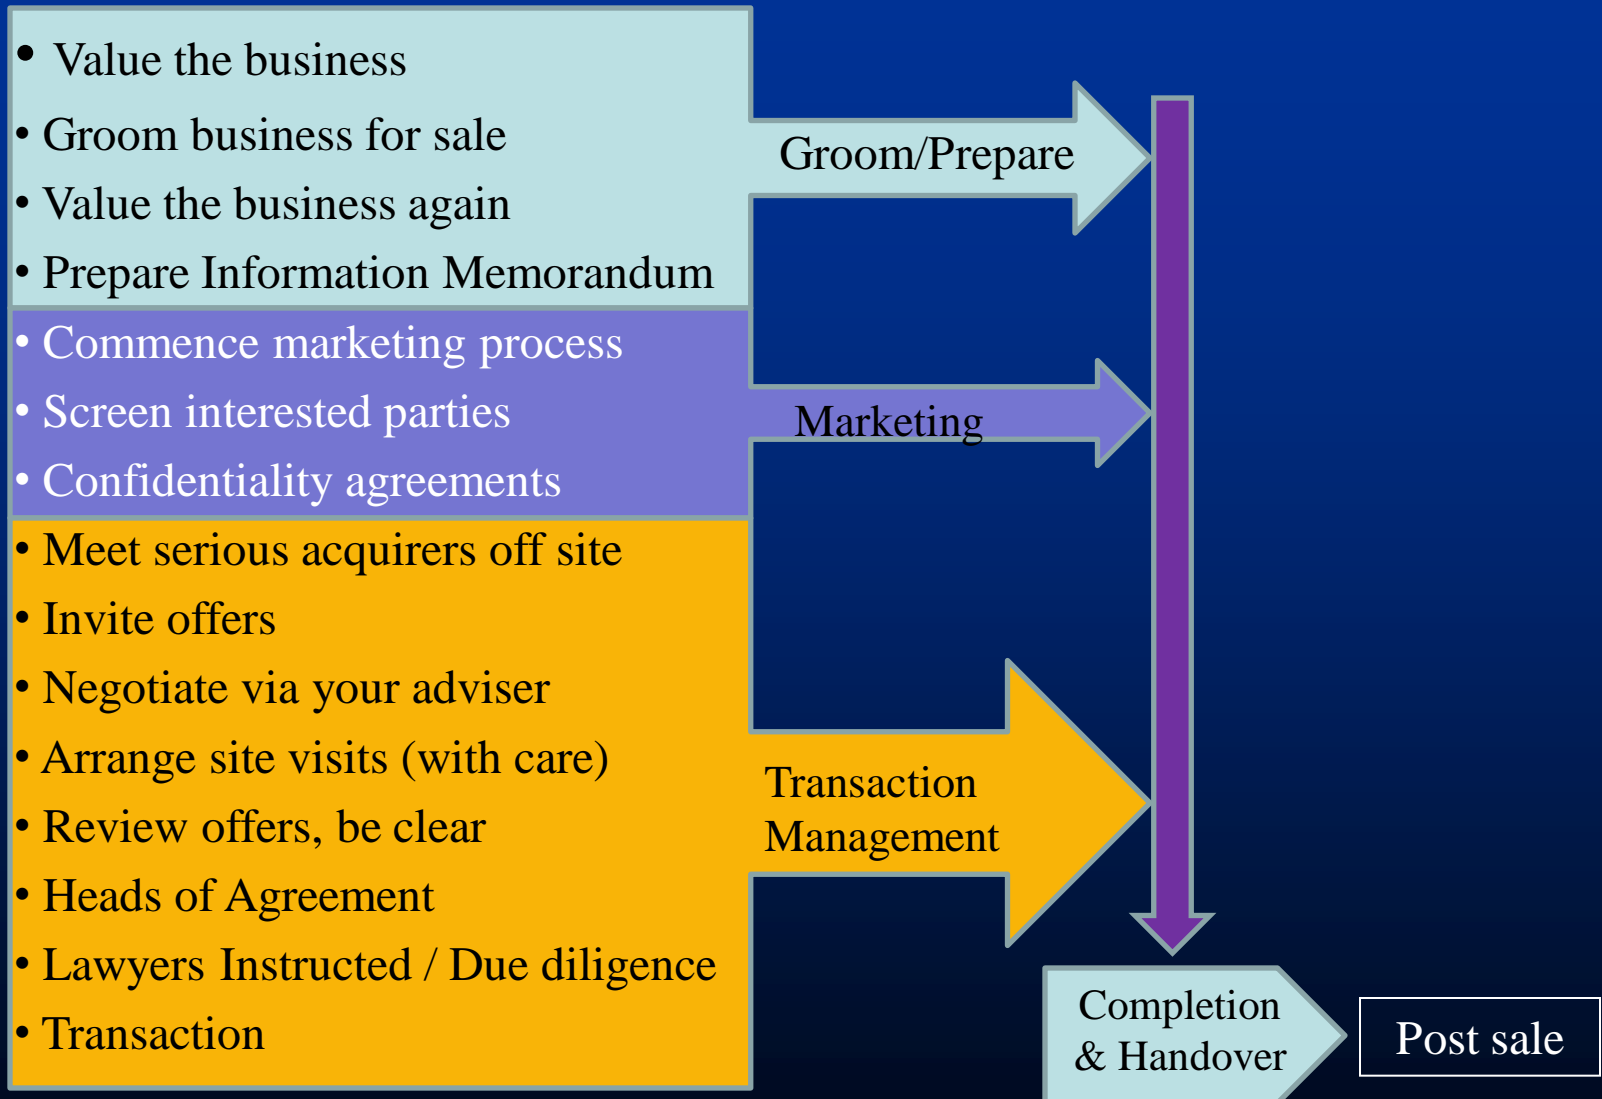 • Value the business
• Groom business for sale
• Value the business again
• Prepare Information Memorandum
• Commence marketing process
• Screen interested parties
• Confidentiality agreements
• Meet serious acquirers off site
• Invite offers
• Negotiate via your adviser
• Arrange site visits (with care)
• Review offers, be clear
• Heads of Agreement
• Lawyers Instructed / Due diligence
• Transaction
Groom/Prepare
Marketing
Transaction
Management
Completion
& Handover
Post sale